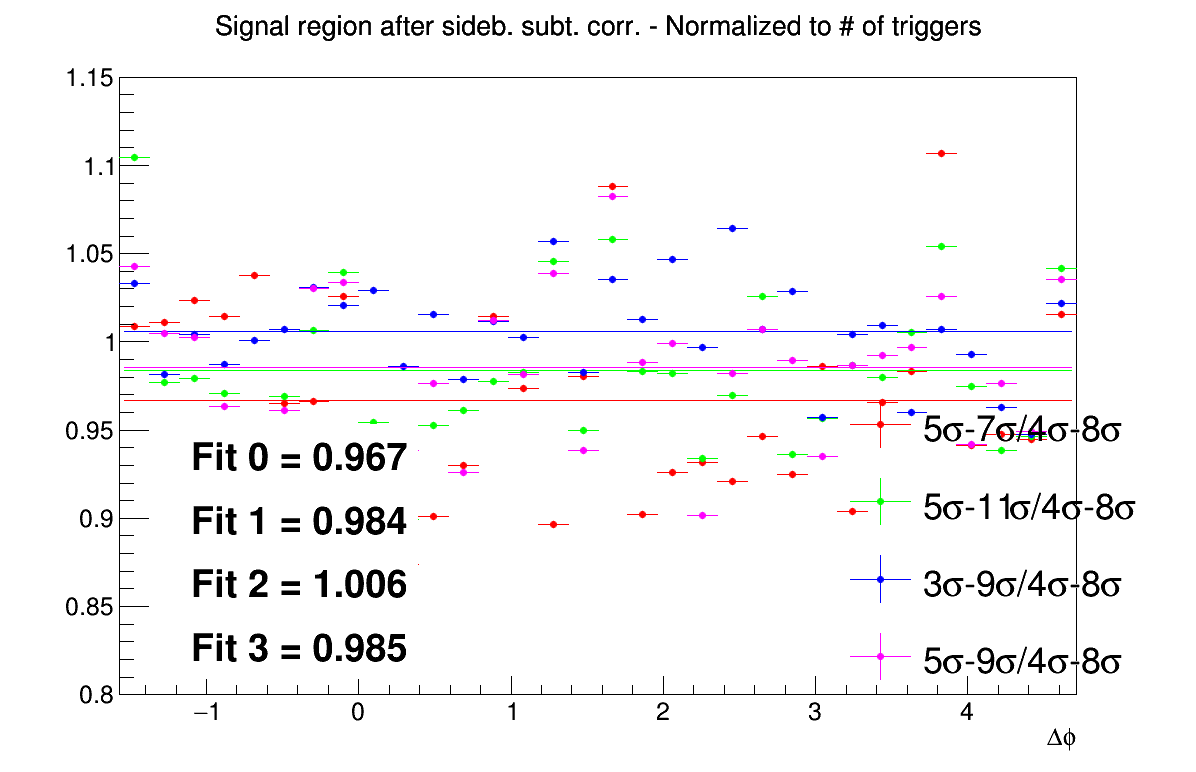 Signal region after sideb. subt. corr. - Normalized to # of triggers
1.15
1.1
1.05
1
0.95
0.9
0.85
0.8
Fit 0 = 0.967
Fit 1 = 0.984
Fit 2 = 1.006
Fit 3 = 0.985
5σ-7σ/4σ-8σ
5σ-11σ/4σ-8σ
3σ-9σ/4σ-8σ
5σ-9σ/4σ-8σ
−1 0 1 2 3 4
Δϕ